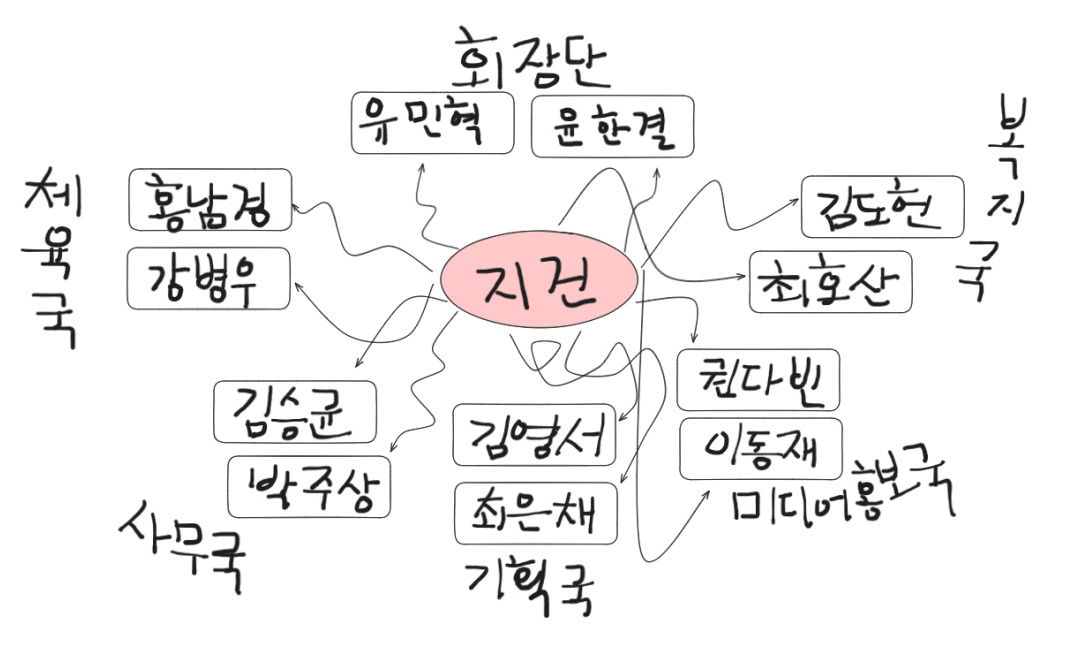 회장단
유민혁
윤한결
복지국
김도헌
최호산
체육국
홍남경
강병우
지건
권다빈
이동재
미디어홍보국
김승균
박주상
사무국
김영서
최은채
기획국